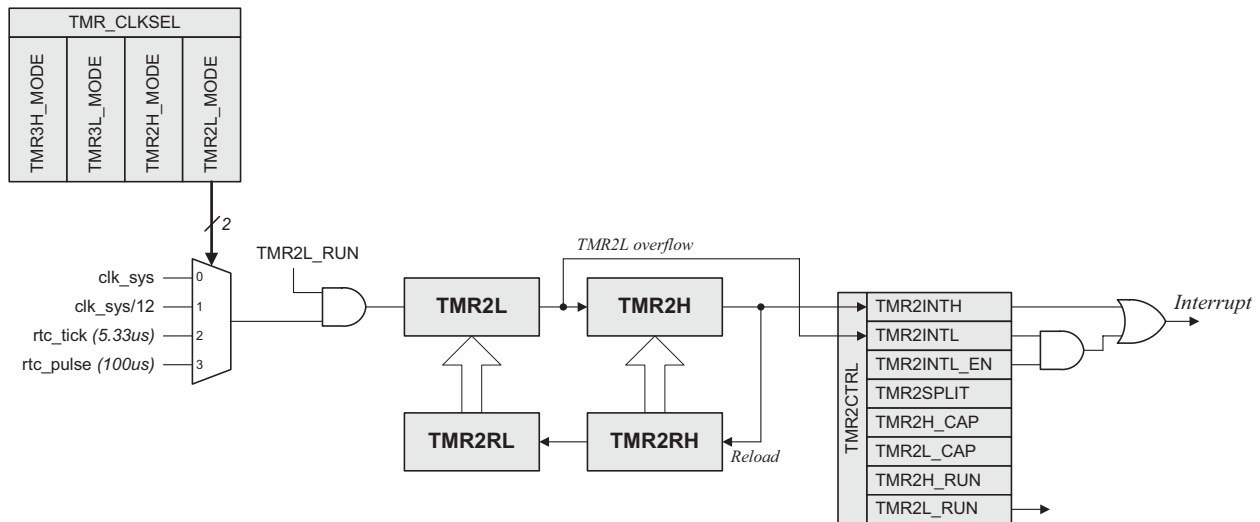 TMR_CLKSEL
TMR3H_MODE
TMR3L_MODE
TMR2H_MODE
TMR2L_MODE
2
TMR2L_RUN
TMR2L overflow
clk_sys
0
clk_sys/12
1
rtc_tick (5.33us)
2
rtc_pulse (100us)
3
TMR2L
TMR2H
TMR2RL
TMR2RH
Reload
TMR2CTRL
TMR2INTH
TMR2INTL
TMR2INTL_EN
TMR2SPLIT
TMR2H_CAP
TMR2L_CAP
TMR2H_RUN
TMR2L_RUN
Interrupt